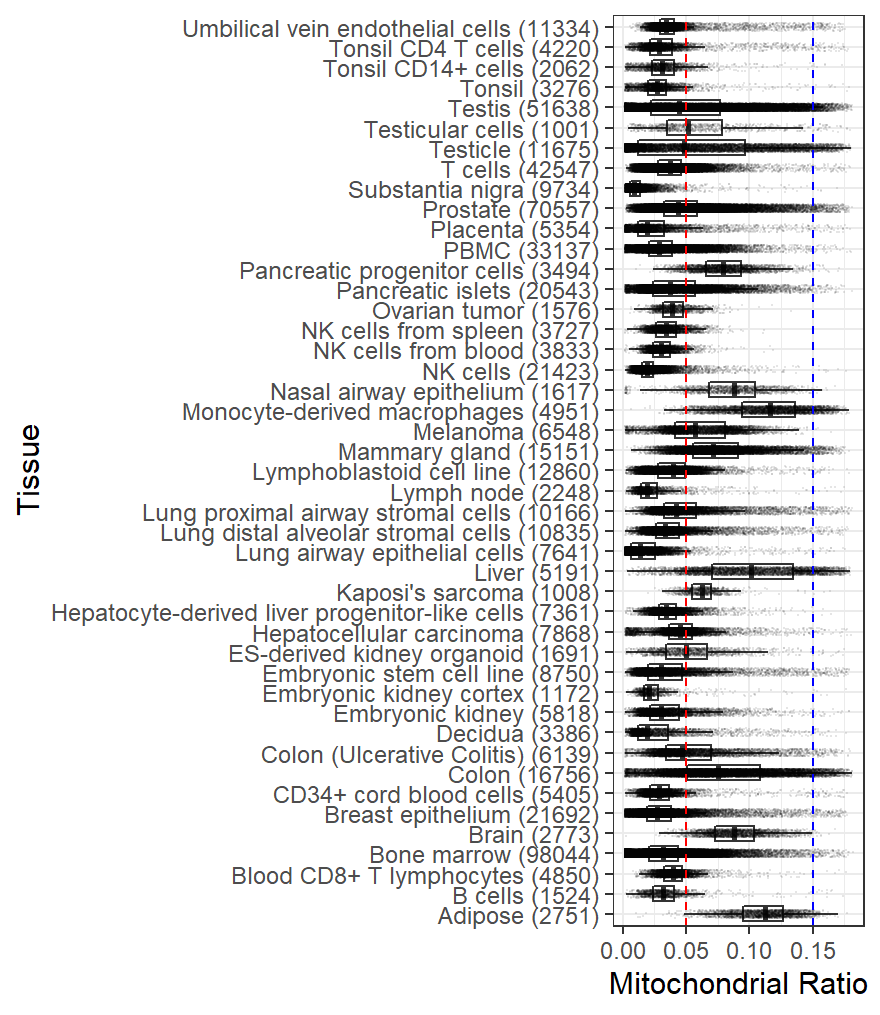 Umbilical vein endothelial cells (11334)
Tonsil CD4 T cells (4220)
Tonsil CD14+ cells (2062)
Tonsil (3276)
Testis (51638)
Testicular cells (1001)
Testicle (11675)
T cells (42547)
Substantia nigra (9734)
Prostate (70557)
Placenta (5354)
PBMC (33137)
Pancreatic progenitor cells (3494)
Pancreatic islets (20543)
Ovarian tumor (1576)
NK cells from spleen (3727)
NK cells from blood (3833)
NK cells (21423)
Nasal airway epithelium (1617)
Monocyte-derived macrophages (4951)
Melanoma (6548)
Mammary gland (15151)
Lymphoblastoid cell line (12860)
Lymph node (2248)
Lung proximal airway stromal cells (10166)
Lung distal alveolar stromal cells (10835)
Lung airway epithelial cells (7641)
Liver (5191)
Kaposi's sarcoma (1008)
Hepatocyte-derived liver progenitor-like cells (7361)
Hepatocellular carcinoma (7868)
ES-derived kidney organoid (1691)
Embryonic stem cell line (8750)
Embryonic kidney cortex (1172)
Embryonic kidney (5818)
Decidua (3386)
Colon (Ulcerative Colitis) (6139)
Colon (16756)
CD34+ cord blood cells (5405)
Breast epithelium (21692)
Brain (2773)
Bone marrow (98044)
Blood CD8+ T lymphocytes (4850)
B cells (1524)
Adipose (2751)
Tissue
0.00 0.05 0.10 0.15
Mitochondrial Ratio